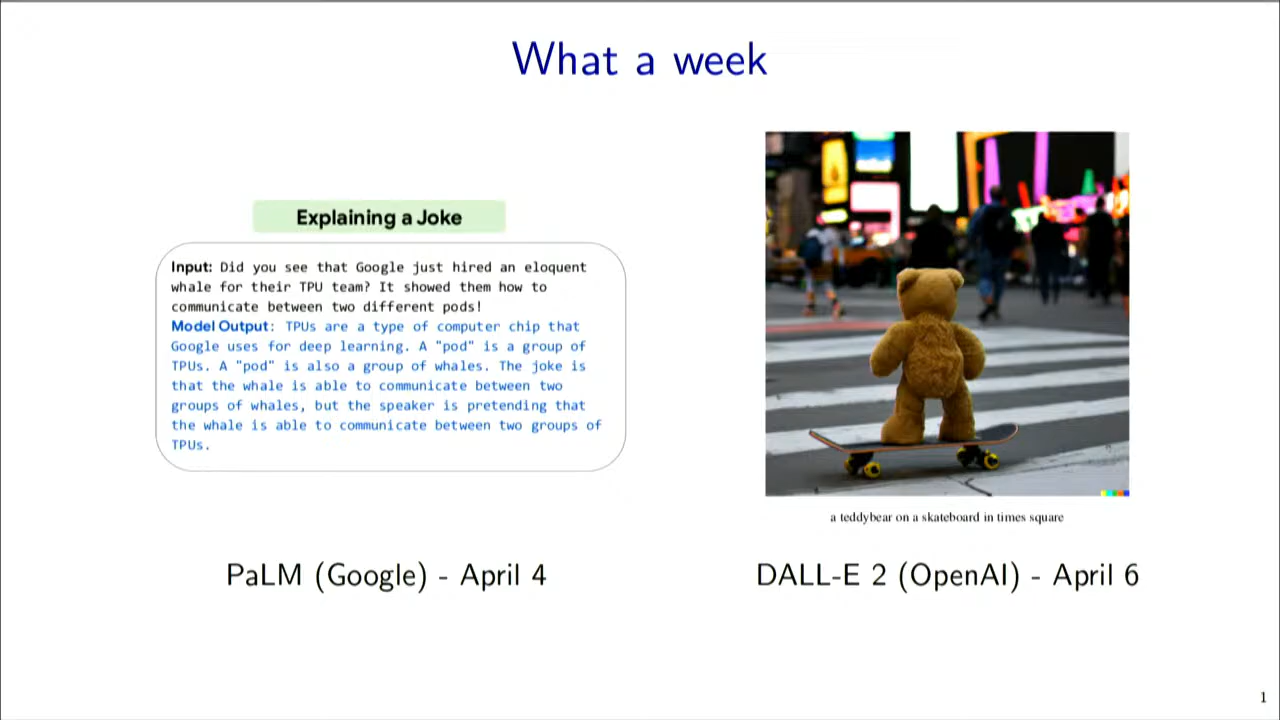 What a week
Explaining a Joke
Input: Did you see that Google just hired an eloquent
whale for their TPU team? It showed them how to
communicate between two different pods!
Model Output: TPUs are a type of computer chip that
Google uses for deep learning. A "pod" is a group of
TPUs. A "pod" is also a group of whales. The joke is
that the whale is able to communicate between two
groups of whales, but the speaker is pretending that
the whale is able to communicate between two groups of
TPUs.
a teddybear on a skateboard in times square
PaLM (Google) - April 4
DALL-E 2 (OpenAI) - April 6
1